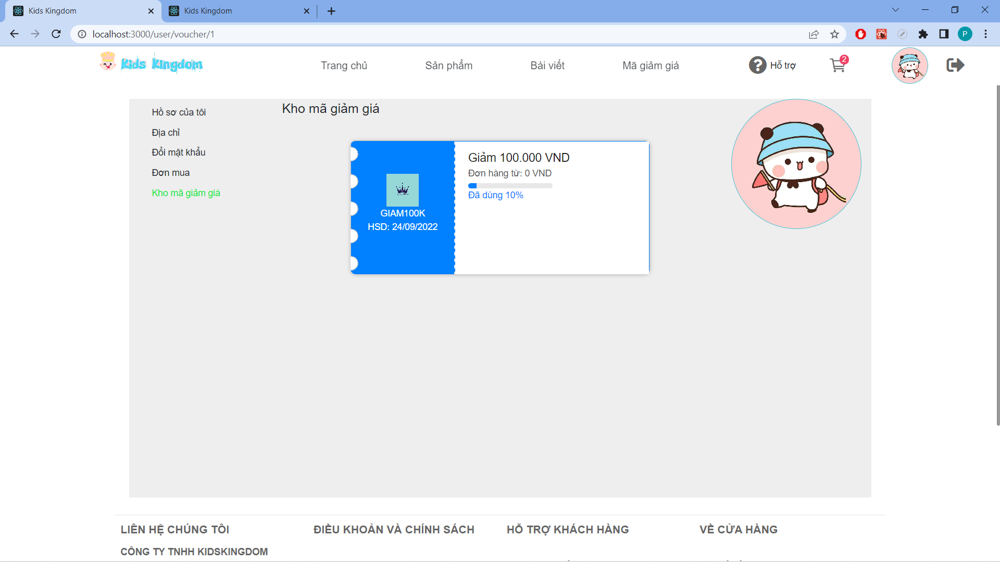 Kids Kingdom
Kids Kingdom
localhost:3000/user/voucher/1
P
Kids Kingdom
Trang chủ
Sản phẩm
Bài viết
Mã giảm giá
? Hỗ trợ
2
Hồ sơ của tôi
Địa chỉ
Đổi mật khẩu
Đơn mua
Kho mã giảm giá
Kho mã giảm giá
GIAM100K
HSD: 24/09/2022
Giảm 100.000 VND
Đơn hàng từ: 0 VND
Đã dùng 10%
LIÊN HỆ CHÚNG TÔI
CÔNG TY TNHH KIDSKINGDOM
ĐIỀU KHOẢN VÀ CHÍNH SÁCH
HỖ TRỢ KHÁCH HÀNG
VỀ CỬA HÀNG